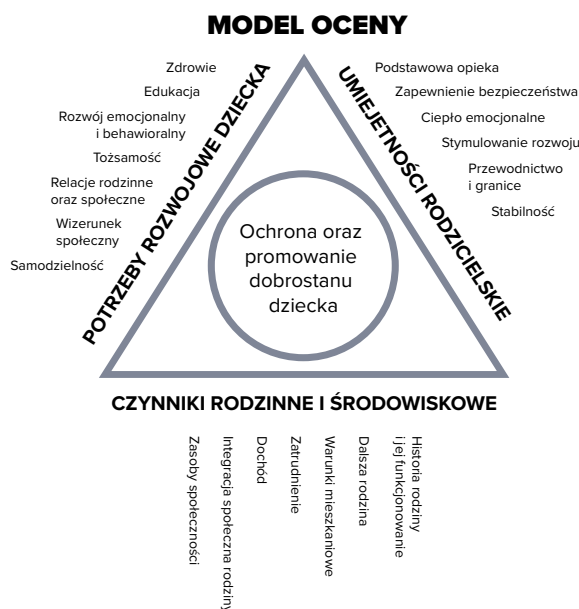 MODEL OCENY
Zdrowie
Edukacja
Rozwój emocjonalny
i behawioralny
Tożsamość
Relacje rodzinne
oraz społeczne
Wizerunek
społeczny
Samodzielność
POTRZEBY ROZWOJOWE DZIECKA
UMIEJETNOŚCI RODZICIELSKIE
Podstawowa opieka
Zapewnienie bezpieczeństwa
Ciepło emocjonalne
Stymulowanie rozwoju
Przewodnictwo
i granice
Stabilność
Ochrona oraz
promowanie
dobrostanu
dziecka
CZYNNIKI RODZINNE I ŚRODOWISKOWE
Zasoby społeczności
Integracja społeczna rodziny
Dochód
Zatrudnienie
Warunki mieszkaniowe
Dalsza rodzina
Historia rodziny
i jej funkcjonowanie